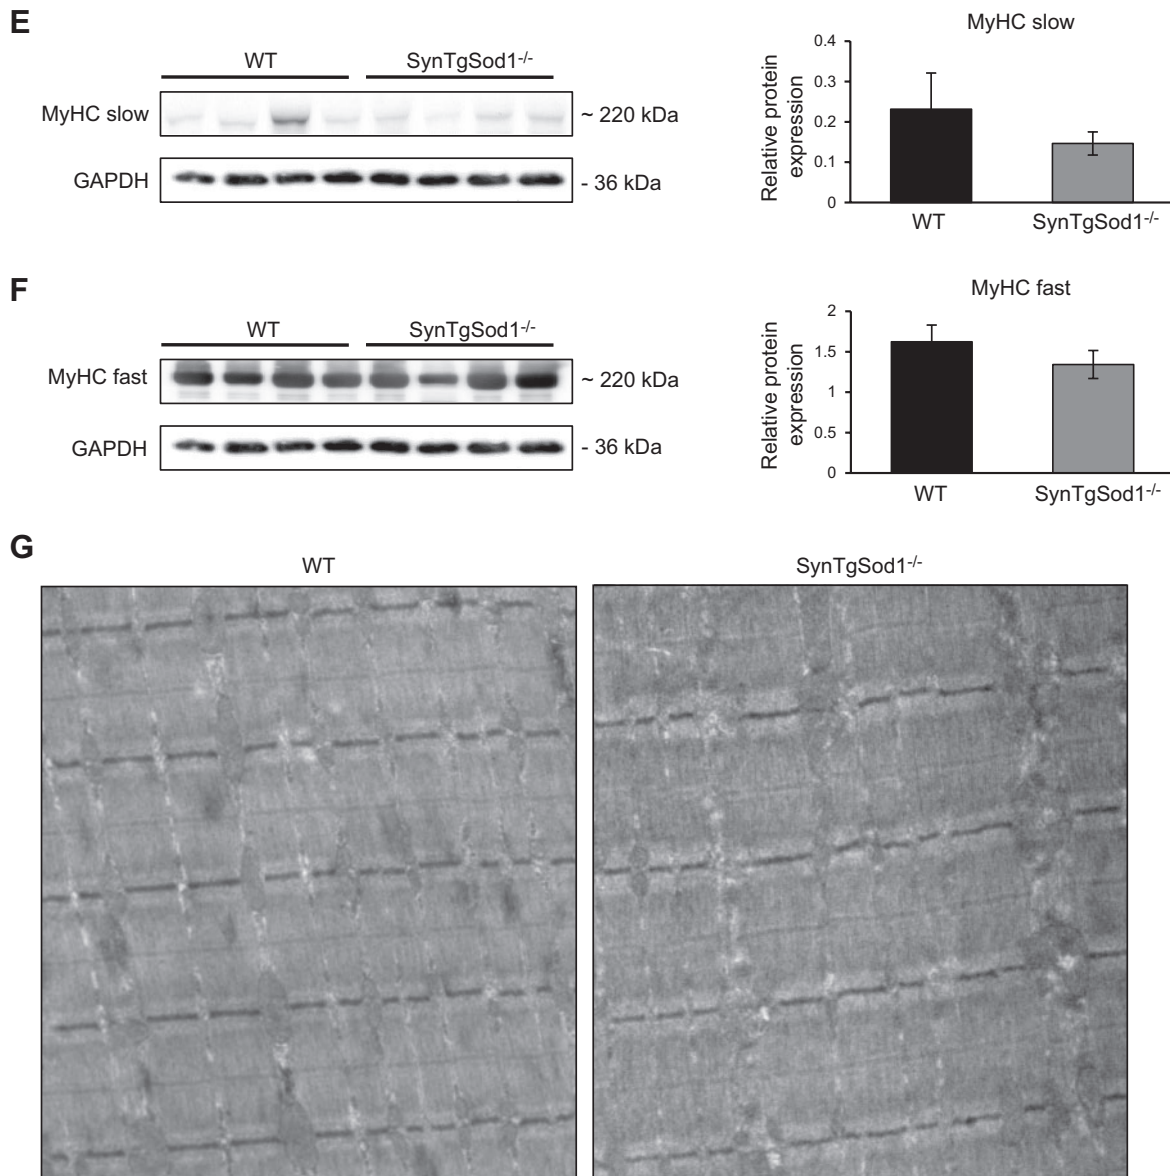 E
WT SynTgSod1-/-
MyHC slow ~ 220 kDa
GAPDH - 36 kDa
MyHC slow
Relative protein
expression
0.4
0.3
0.2
0.1
0
WT SynTgSod1-/-
F
WT SynTgSod1-/-
MyHC fast ~ 220 kDa
GAPDH - 36 kDa
MyHC fast
Relative protein
expression
2
1.5
1
0.5
0
WT SynTgSod1-/-
G
WT SynTgSod1-/-